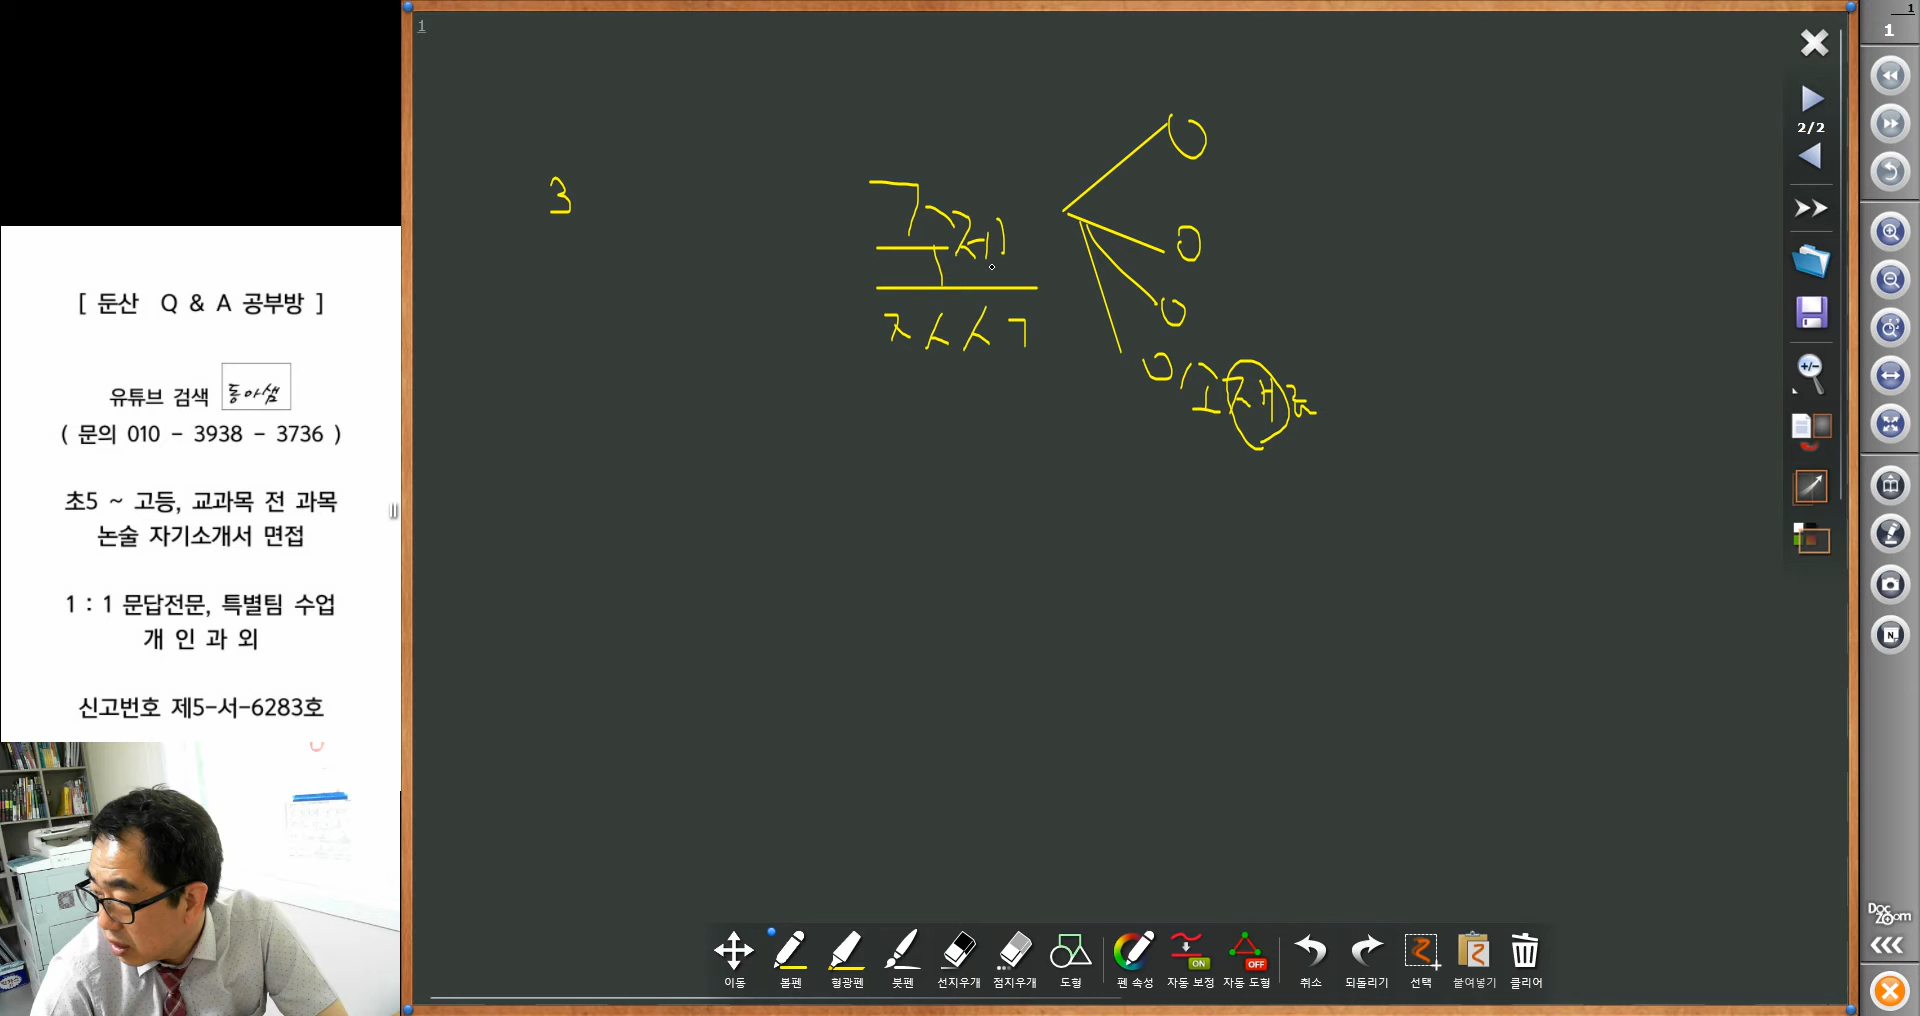 [ 둔산 Q & A 공부방 ]
유튜브 검색 동아샘
( 문의 010 - 3938 - 3736 )
초5 ~ 고등, 교과목 전 과목
논술 자기소개서 면접
1 : 1 문답전문, 특별팀 수업
개 인 과 외
신고번호 제5-서-6283호
1
3
ㅈ ㅅ ㅅ ㄱ
2/2
1
1
Doc Zoom
이동 볼펜 형광펜 붓펜 선지우개 점지우개 도형 펜 속성 ON 자동 보정 OFF 자동 도형 취소 되돌리기 선택 붙여넣기 클리어